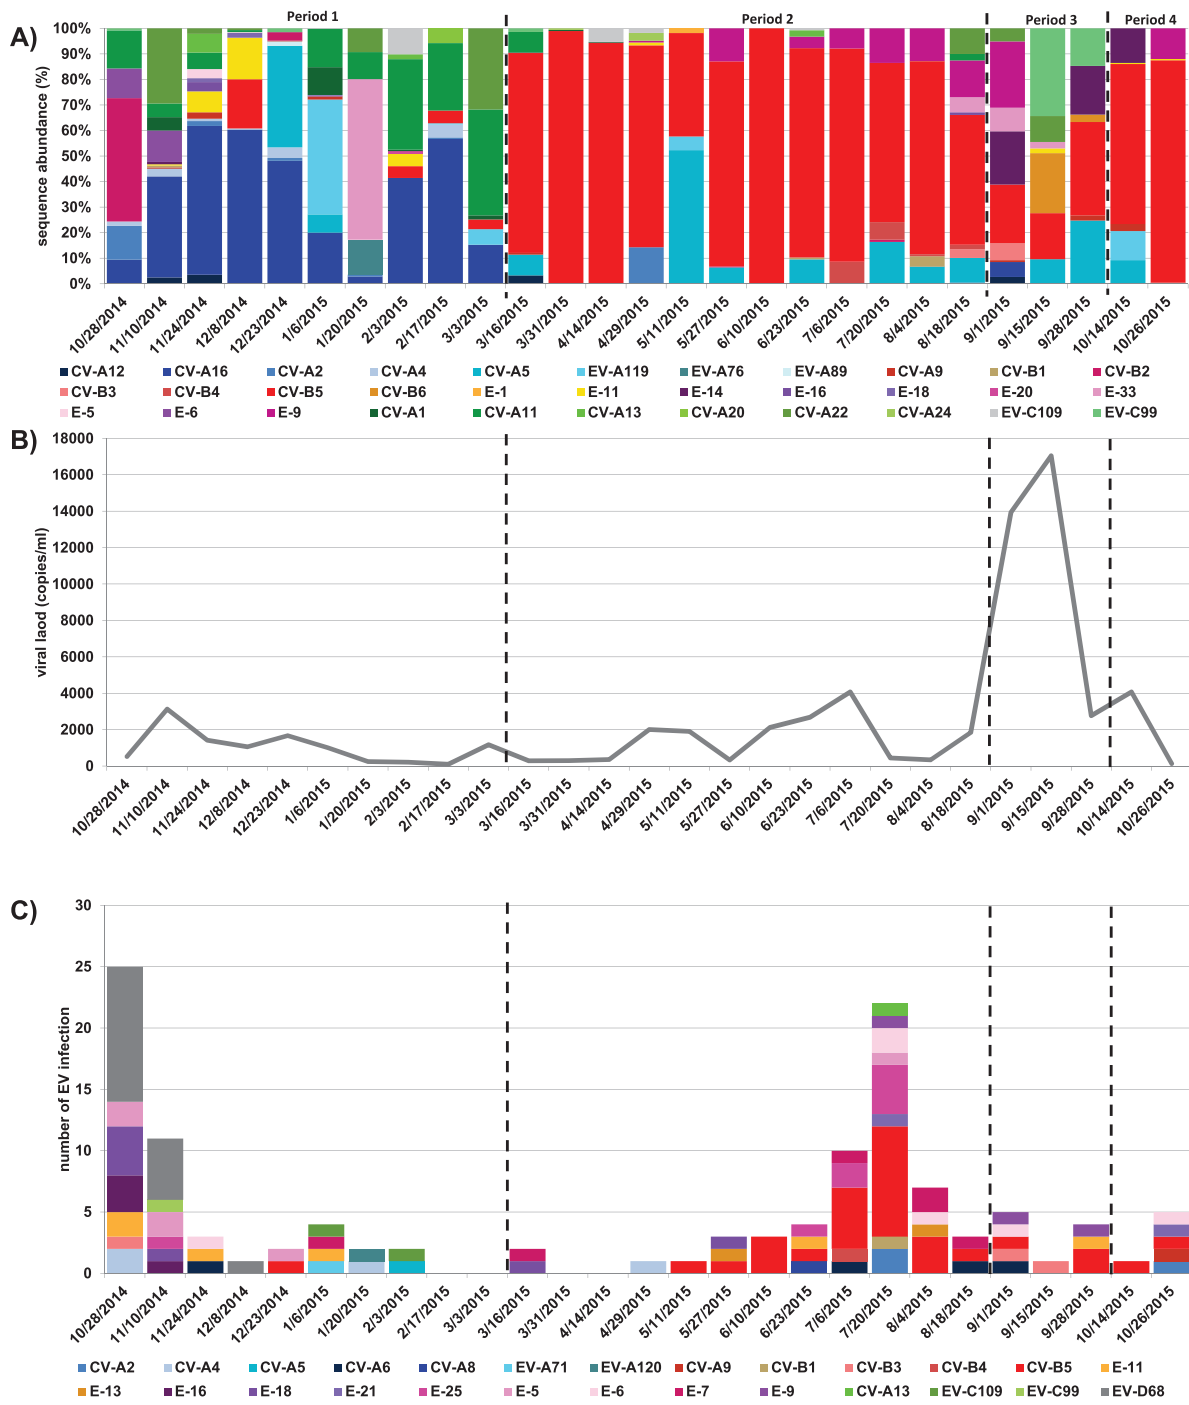 A)
Period 1 Period 2 Period 3 Period 4
sequence abundance (%)
100%
90%
80%
70%
60%
50%
40%
30%
20%
10%
0%
10/28/2014 11/10/2014 11/24/2014 12/8/2014 12/23/2014 1/6/2015 1/20/2015 2/3/2015 2/17/2015 3/3/2015 3/16/2015 3/31/2015 4/14/2015 4/29/2015 5/11/2015 5/27/2015 6/10/2015 6/23/2015 7/6/2015 7/20/2015 8/4/2015 8/18/2015 9/1/2015 9/15/2015 9/28/2015 10/14/2015 10/26/2015
CV-A12 CV-A16 CV-A2 CV-A4 CV-A5 EV-A119 EV-A76 EV-A89 CV-A9 CV-B1 CV-B2
CV-B3 CV-B4 CV-B5 CV-B6 E-1 E-11 E-14 E-16 E-18 E-20 E-33
E-5 E-6 E-9 CV-A1 CV-A11 CV-A13 CV-A20 CV-A22 CV-A24 EV-C109 EV-C99
B)
viral laod (copies/ml)
18000
16000
14000
12000
10000
8000
6000
4000
2000
0
10/28/2014 11/10/2014 11/24/2014 12/8/2014 12/23/2014 1/6/2015 1/20/2015 2/3/2015 2/17/2015 3/3/2015 3/16/2015 3/31/2015 4/14/2015 4/29/2015 5/11/2015 5/27/2015 6/10/2015 6/23/2015 7/6/2015 7/20/2015 8/4/2015 8/18/2015 9/1/2015 9/15/2015 9/28/2015 10/14/2015 10/26/2015
C)
number of EV infection
30
25
20
15
10
5
0
10/28/2014 11/10/2014 11/24/2014 12/8/2014 12/23/2014 1/6/2015 1/20/2015 2/3/2015 2/17/2015 3/3/2015 3/16/2015 3/31/2015 4/14/2015 4/29/2015 5/11/2015 5/27/2015 6/10/2015 6/23/2015 7/6/2015 7/20/2015 8/4/2015 8/18/2015 9/1/2015 9/15/2015 9/28/2015 10/14/2015 10/26/2015
CV-A2 CV-A4 CV-A5 CV-A6 CV-A8 EV-A71 EV-A120 CV-A9 CV-B1 CV-B3 CV-B4 CV-B5 E-11
E-13 E-16 E-18 E-21 E-25 E-5 E-6 E-7 E-9 CV-A13 EV-C109 EV-C99 EV-D68